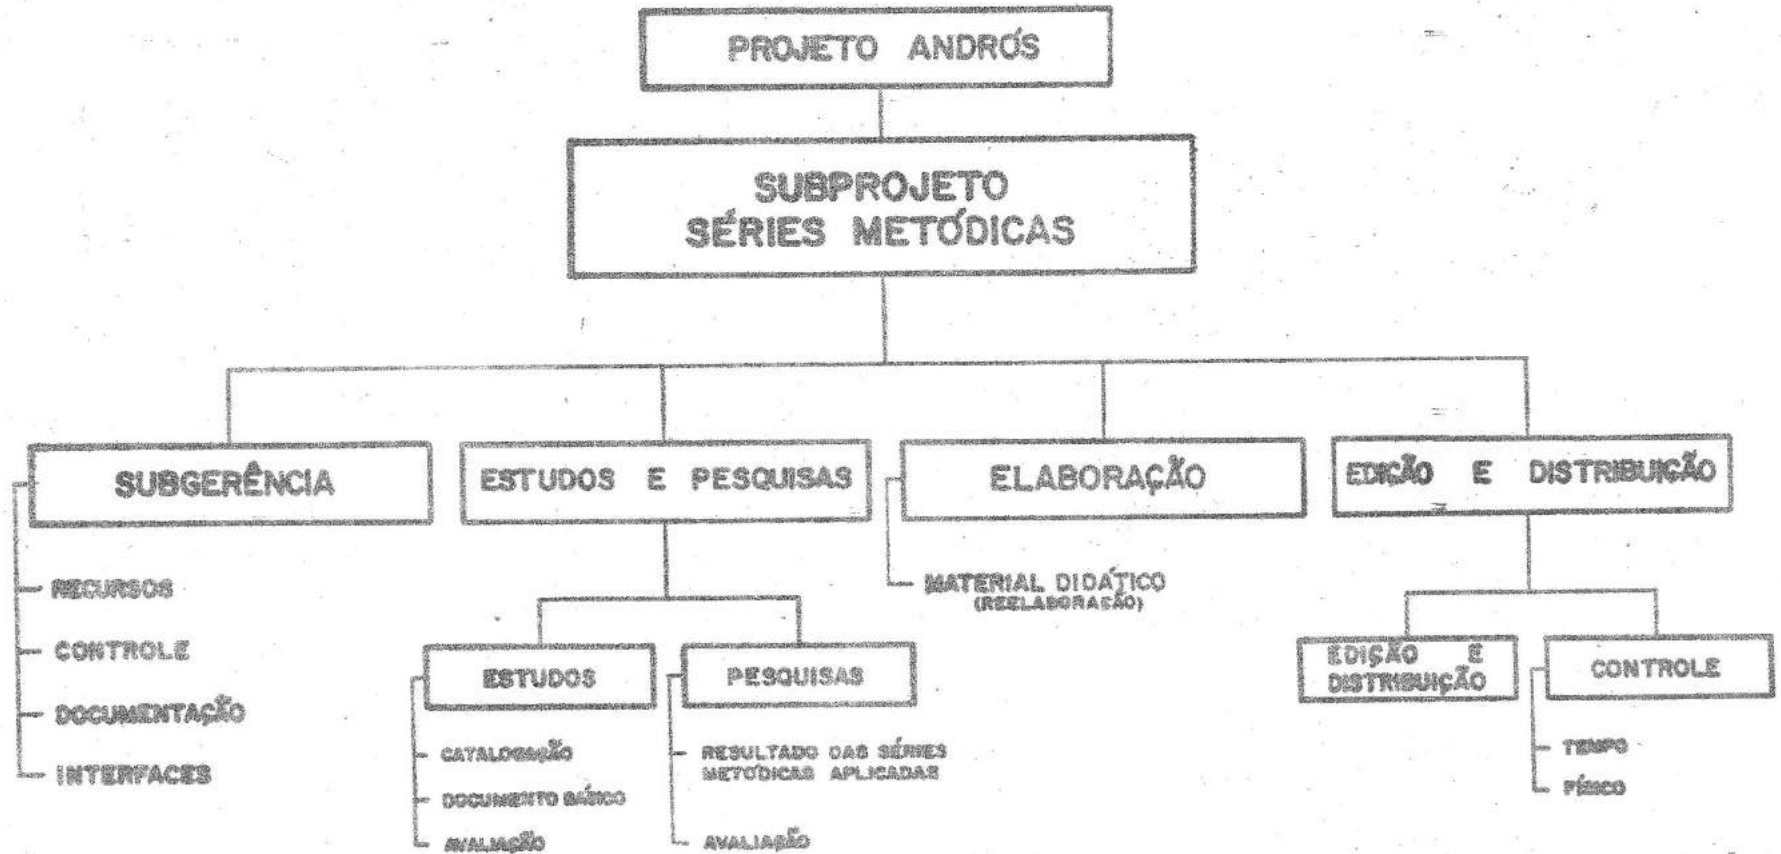 PROJETO ANDRÓS
SUBPROJETO
SÉRIES METÓDICAS
SUBGERÊNCIA
RECURSOS
CONTROLE
DOCUMENTAÇÃO
INTERFACES
ESTUDOS E PESQUISAS
ESTUDOS
CATALOGAÇÃO
DOCUMENTO BÁSICO
AVALIAÇÃO
PESQUISAS
RESULTADO DAS SÉRIES
METÓDICAS APLICADAS
AVALIAÇÃO
ELABORAÇÃO
MATERIAL DIDÁTICO
(REELABORAÇÃO)
EDIÇÃO E DISTRIBUIÇÃO
EDIÇÃO E
DISTRIBUIÇÃO
CONTROLE
TEMPO
FÍSICO